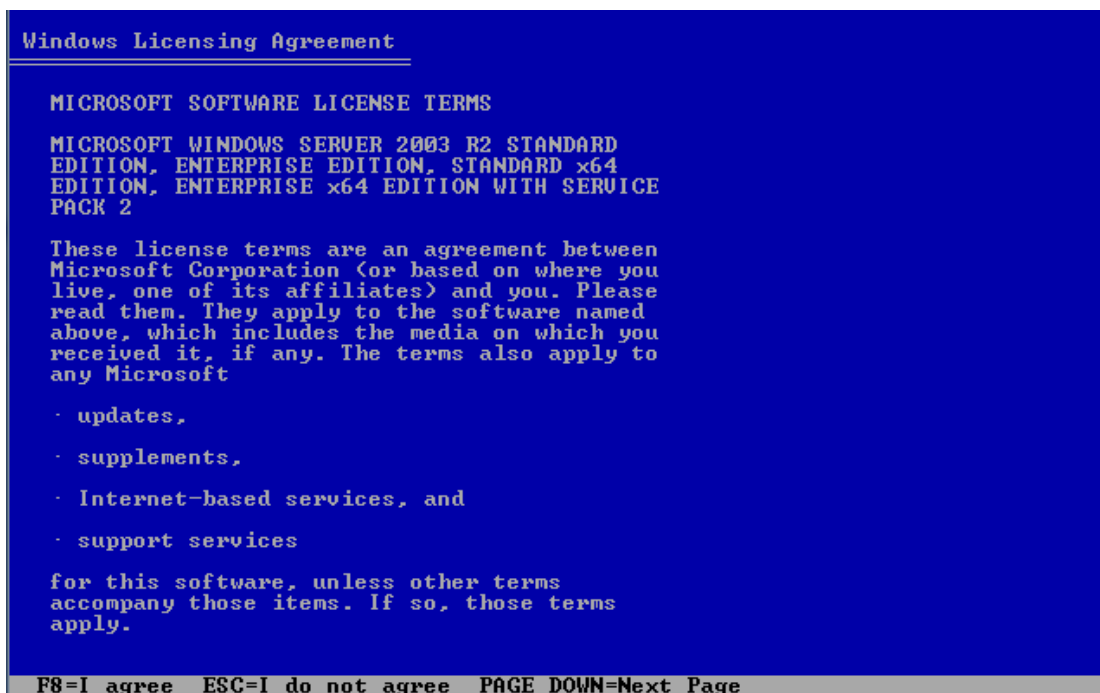 Windows Licensing Agreement
MICROSOFT SOFTWARE LICENSE TERMS
MICROSOFT WINDOWS SERVER 2003 R2 STANDARD
EDITION, ENTERPRISE EDITION, STANDARD x64
EDITION, ENTERPRISE x64 EDITION WITH SERVICE
PACK 2
These license terms are an agreement between
Microsoft Corporation (or based on where you
live, one of its affiliates) and you. Please
read them. They apply to the software named
above, which includes the media on which you
received it, if any. The terms also apply to
any Microsoft
· updates,
· supplements,
· Internet-based services, and
· support services
for this software, unless other terms
accompany those items. If so, those terms
apply.
F8=I agree ESC=I do not agree PAGE DOWN=Next Page